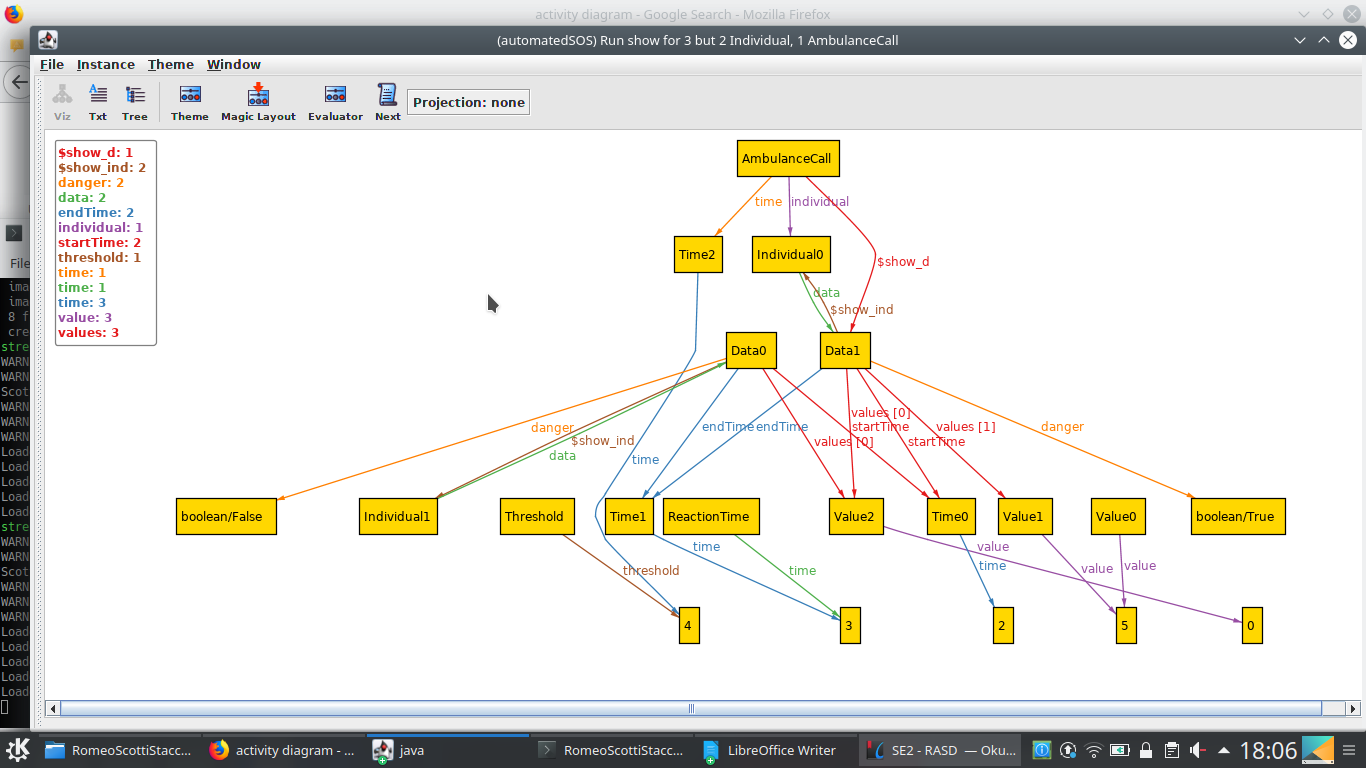 activity diagram - Google Search - Mozilla Firefox
(automatedSOS) Run show for 3 but 2 Individual, 1 AmbulanceCall
File Instance Theme Window
Viz Txt Tree Theme Magic Layout Evaluator Next Projection: none
$show_d: 1
$show_ind: 2
danger: 2
data: 2
endTime: 2
individual: 1
startTime: 2
threshold: 1
time: 1
time: 1
time: 3
value: 3
values: 3
AmbulanceCall
time individual
Time2 Individual0
$show_d
data
$show_ind
Data0 Data1
values [0]
danger endTime endTime startTime values [1] danger
$show_ind values [0] startTime
data time
boolean/False Individual1 Threshold Time1 ReactionTime Value2 Time0 Value1 Value0 boolean/True
time value
threshold time time value value
4 3 2 5 0
File
8 f
stre
WARN
WARN
Scot
WARN
WARN
WARN
Load
Load
Load
Load
Load
stre
WARN
WARN
Scot
WARN
WARN
WARN
Load
Load
Load
Load
Load
RomeoScottiStacc... activity diagram - ... java RomeoScottiStacc... LibreOffice Writer SE2 - RASD — Oku... 18:06